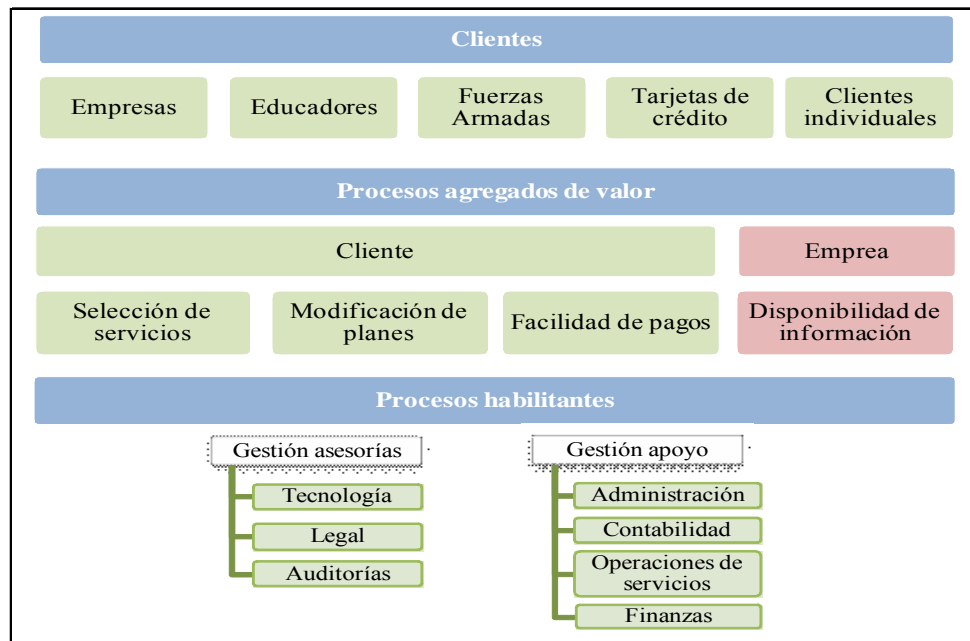 Clientes
Empresas
Educadores
Fuerzas
Armadas
Tarjetas de
crédito
Clientes
individuales
Procesos agregados de valor
Cliente
Emprea
Selección de
servicios
Modificación de
planes
Facilidad de pagos
Disponibilidad de
información
Procesos habilitantes
Gestión asesorías
Tecnología
Legal
Auditorías
Gestión apoyo
Administración
Contabilidad
Operaciones de
servicios
Finanzas